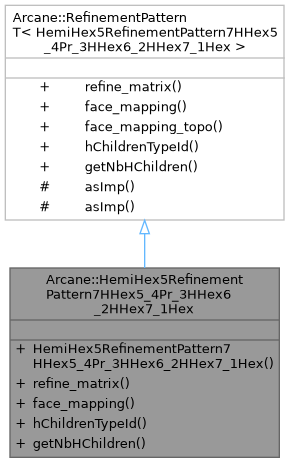 Arcane::RefinementPattern
T< HemiHex5RefinementPattern7HHex5
_4Pr_3HHex6_2HHex7_1Hex >
+ refine_matrix()
+ face_mapping()
+ face_mapping_topo()
+ hChildrenTypeId()
+ getNbHChildren()
# asImp()
# asImp()
Arcane::HemiHex5Refinement
Pattern7HHex5_4Pr_3HHex6
_2HHex7_1Hex
+ HemiHex5RefinementPattern7
HHex5_4Pr_3HHex6_2HHex7_1Hex()
+ refine_matrix()
+ face_mapping()
+ hChildrenTypeId()
+ getNbHChildren()